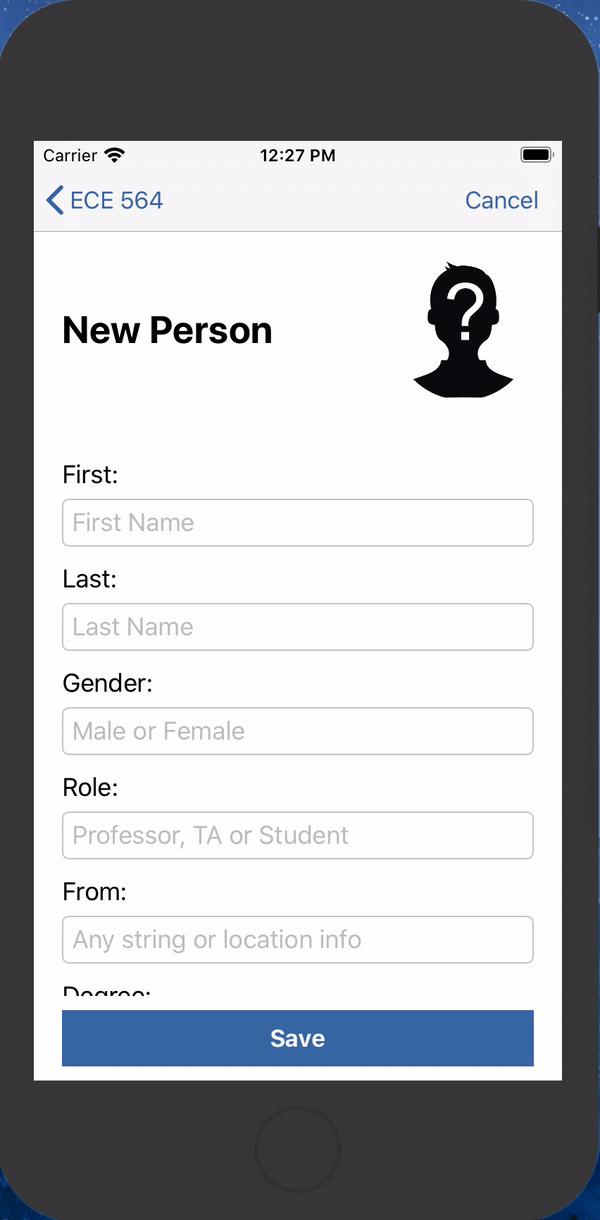 Carrier 12:27 PM
ECE 564 Cancel
New Person
?
First:
First Name
Last:
Last Name
Gender:
Male or Female
Role:
Professor, TA or Student
From:
Any string or location info
Degree:
Save